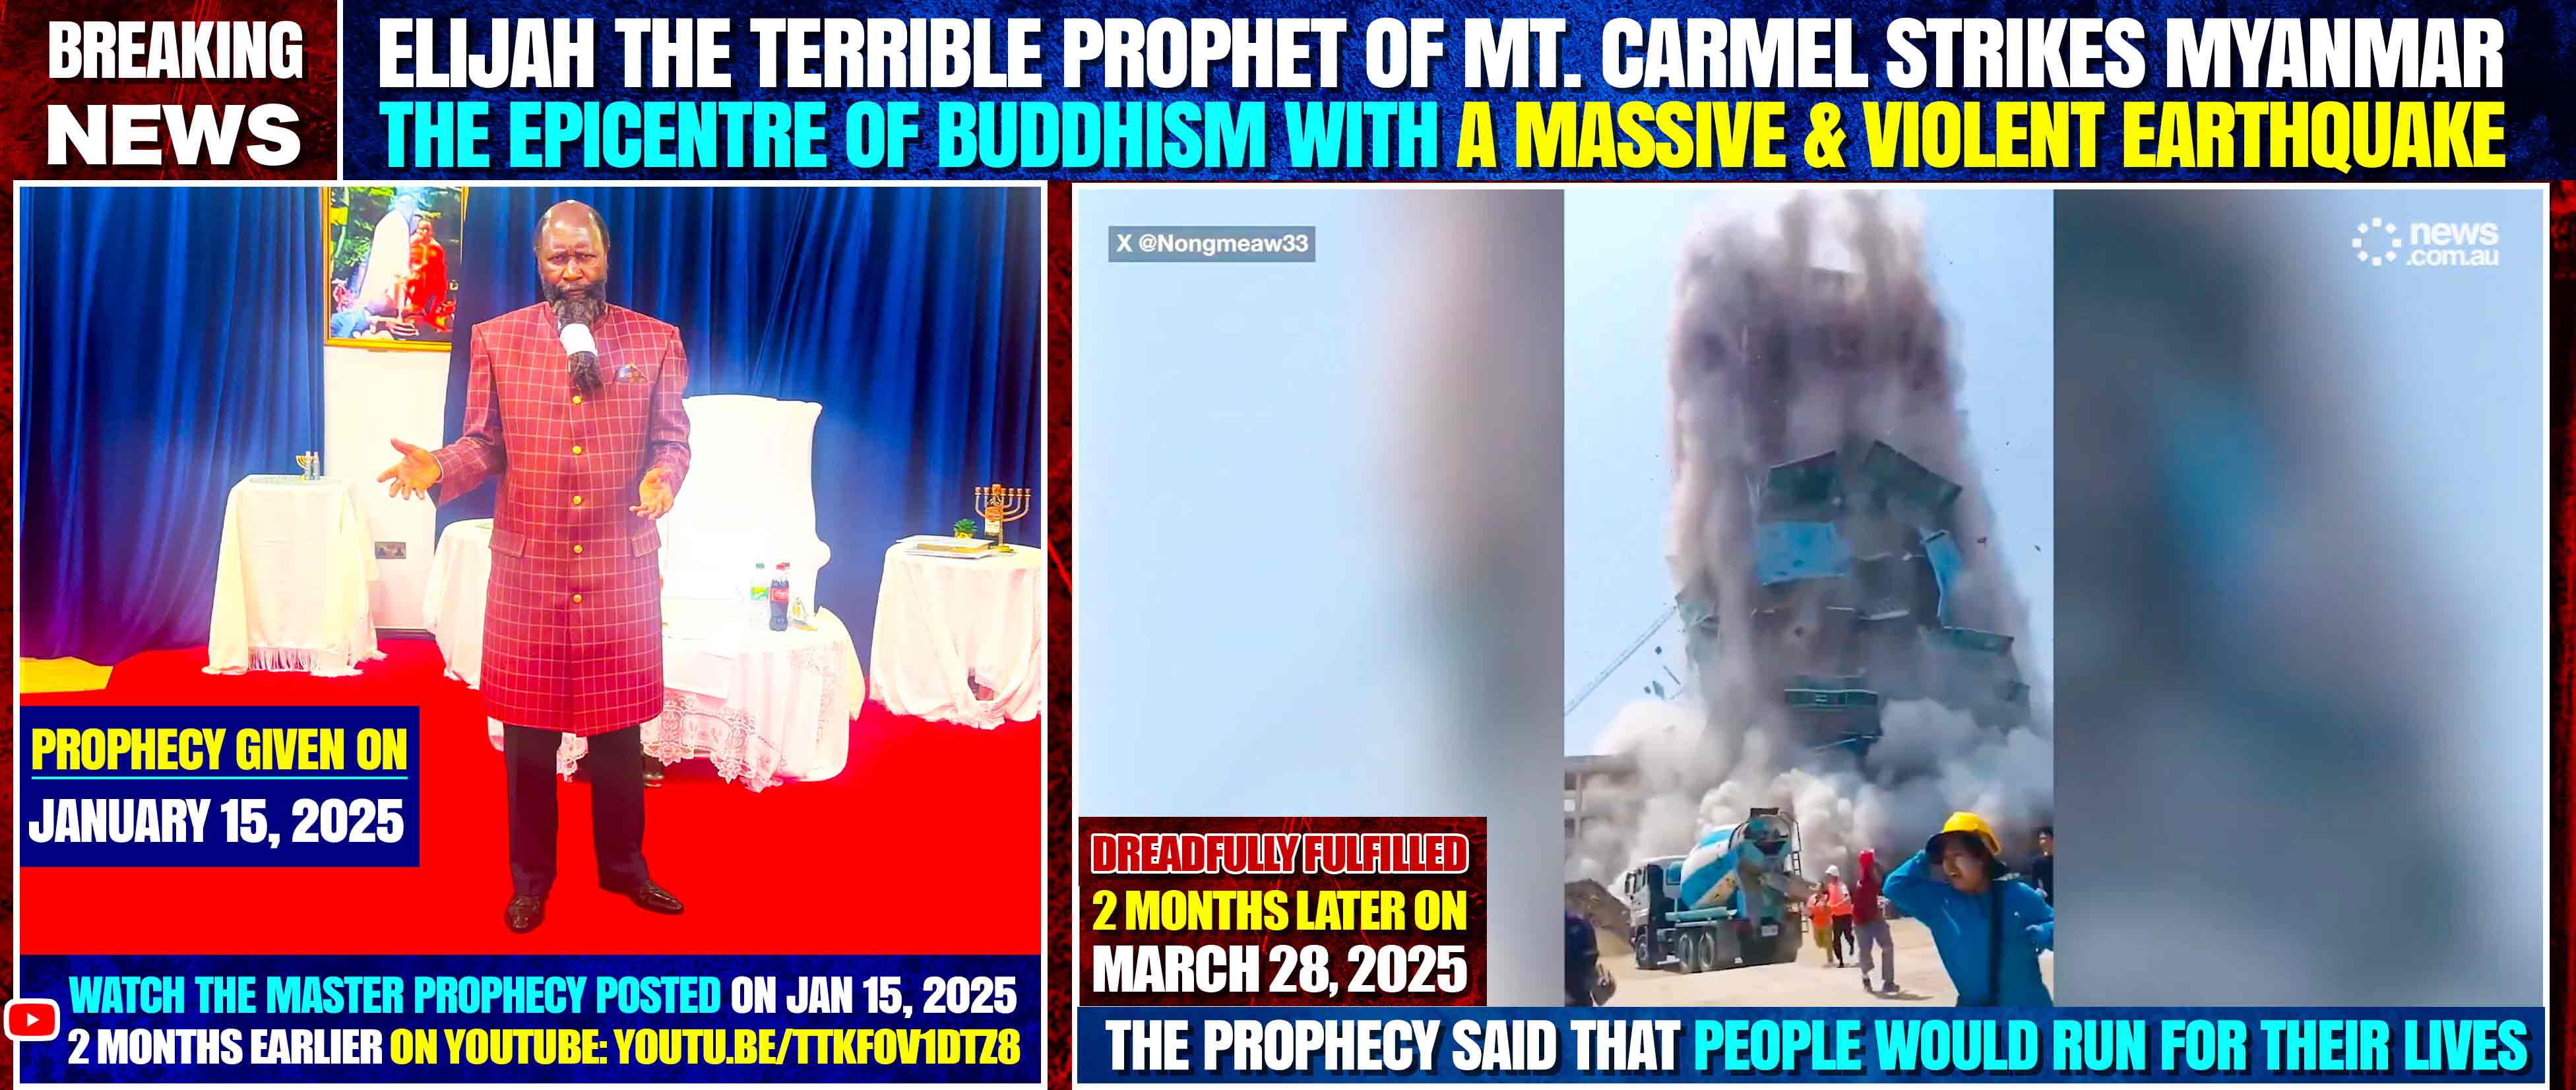 BREAKING
NEWS
ELIJAH THE TERRIBLE PROPHET OF MT. CARMEL STRIKES MYANMAR
THE EPICENTRE OF BUDDHISM WITH A MASSIVE & VIOLENT EARTHQUAKE
X @Nongmeaw33
news
.com.au
PROPHECY GIVEN ON
JANUARY 15, 2025
WATCH THE MASTER PROPHECY POSTED ON JAN 15, 2025
2 MONTHS EARLIER ON YOUTUBE: YOUTU.BE/TTKFOV1DTZ8
DREADFULLY FULFILLED
2 MONTHS LATER ON
MARCH 28, 2025
THE PROPHECY SAID THAT PEOPLE WOULD RUN FOR THEIR LIVES